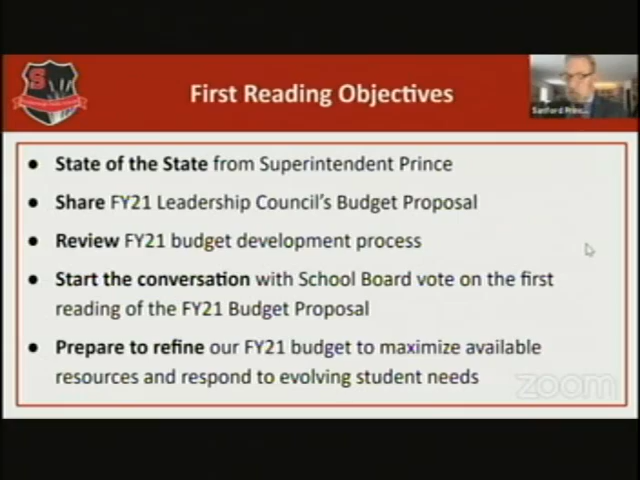 S
First Reading Objectives
Sanford Prin...
● State of the State from Superintendent Prince
● Share FY21 Leadership Council's Budget Proposal
● Review FY21 budget development process
● Start the conversation with School Board vote on the first
reading of the FY21 Budget Proposal
● Prepare to refine our FY21 budget to maximize available
resources and respond to evolving student needs
zoom